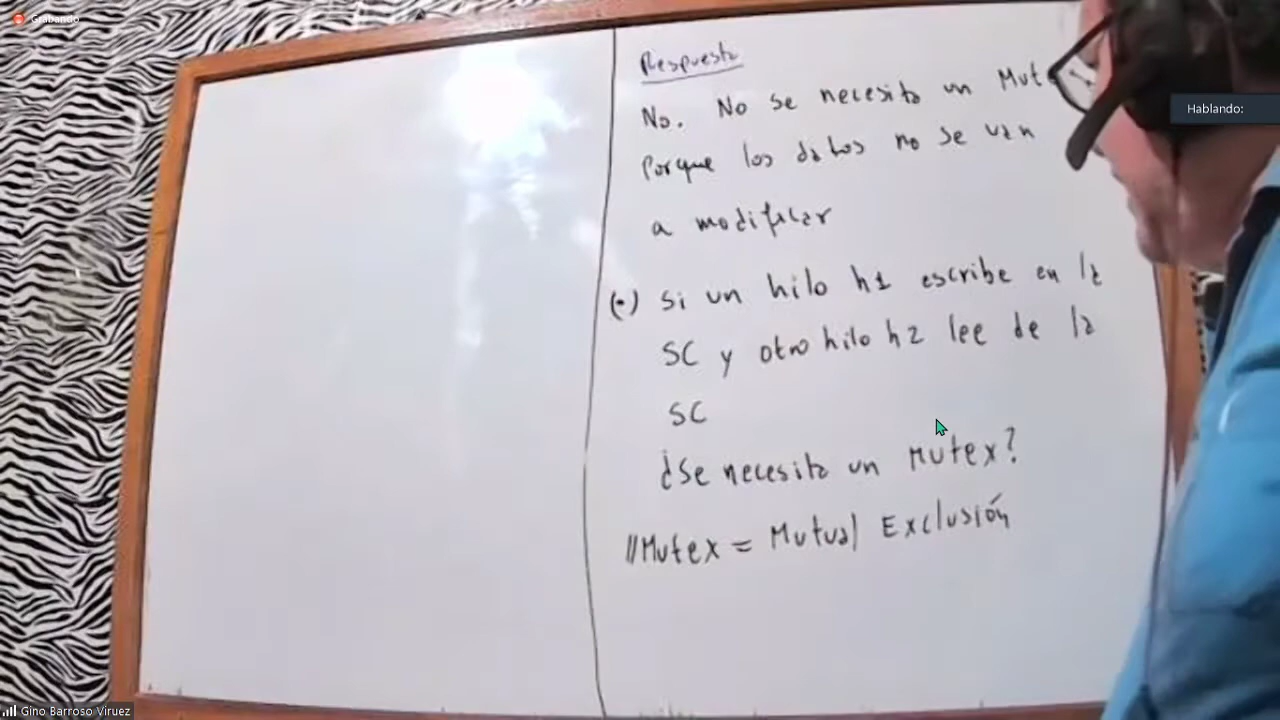 Grabando
Respuesta
No. No se necesita un Mut
Porque los datos no se van
a modificar
(•) Si un hilo h1 escribe en la
SC y otro hilo h2 lee de la
SC
¿Se necesita un Mutex?
//Mutex = Mutual Exclusión
Hablando:
Gino Barroso Viruez